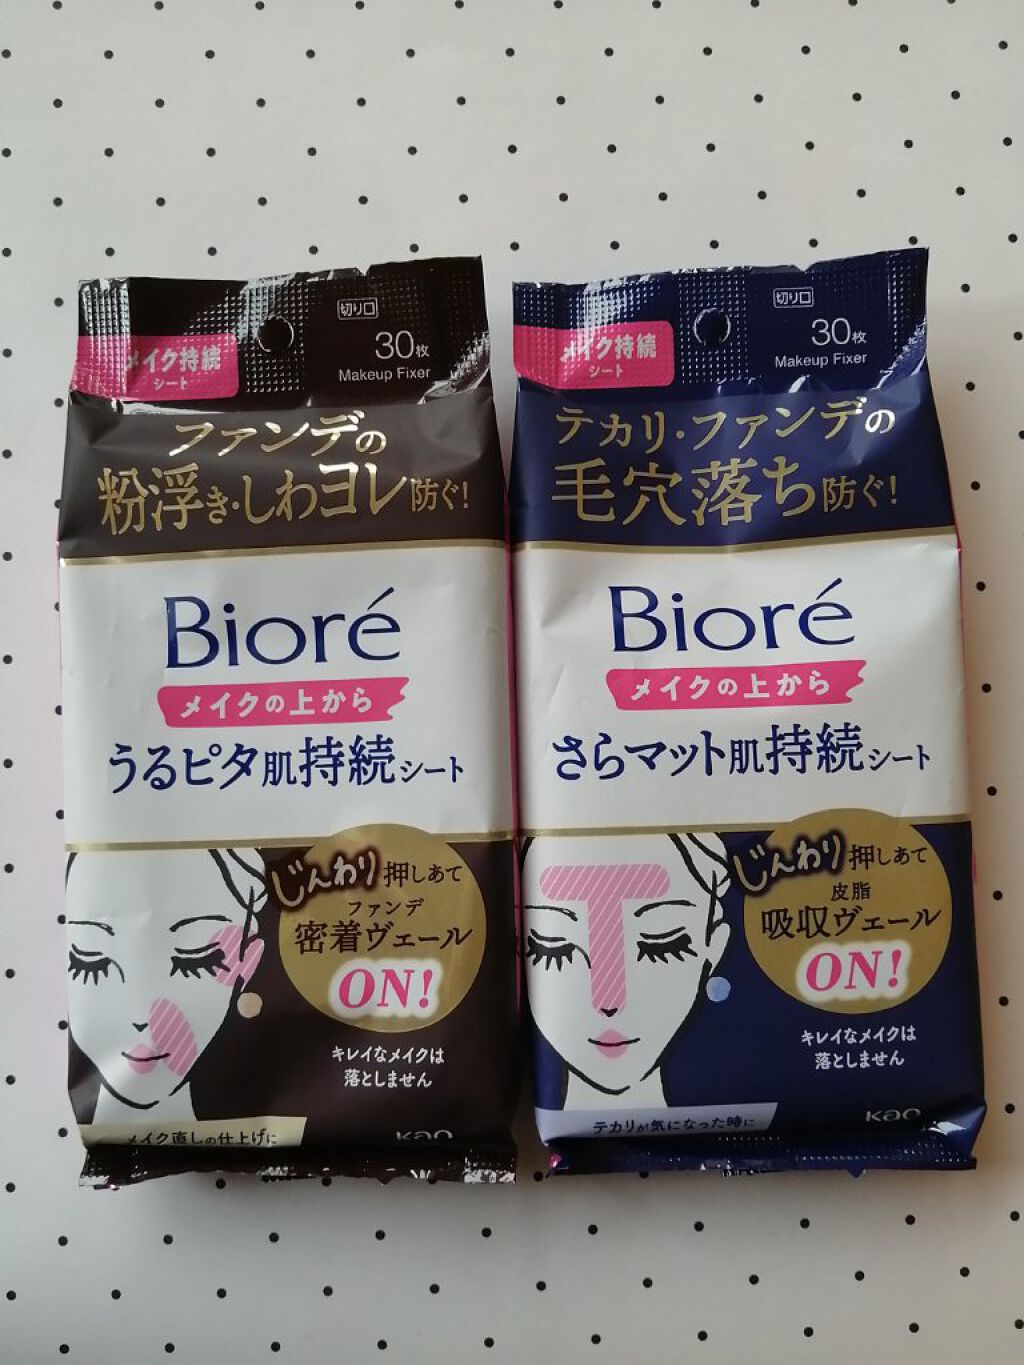 切り口
メイク持続
シート
30枚
Makeup Fixer
ファンデの
粉浮き・しわヨレ防ぐ!
Bioré
メイクの上から
うるピタ肌持続シート
じんわり押しあて
ファンデ
密着ヴェール
ON!
キレイなメイクは
落としません
メイク直しの仕上げに
Kao
切り口
メイク持続
シート
30枚
Makeup Fixer
テカリ・ファンデの
毛穴落ち防ぐ!
Bioré
メイクの上から
さらマット肌持続シート
じんわり押しあて
皮脂
吸収ヴェール
ON!
キレイなメイクは
落としません
テカリが気になった時に
Kao